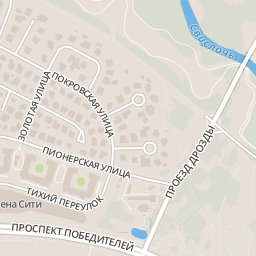 Свислочь
ПОКРОВСКАЯ УЛИЦА
ЗОЛОТАЯ УЛИЦА
ПРОЕЗД ДРОЗДЫ
ПИОНЕРСКАЯ УЛИЦА
ТИХИЙ ПЕРЕУЛОК
ена Сити
ПРОСПЕКТ ПОБЕДИТЕЛЕЙ